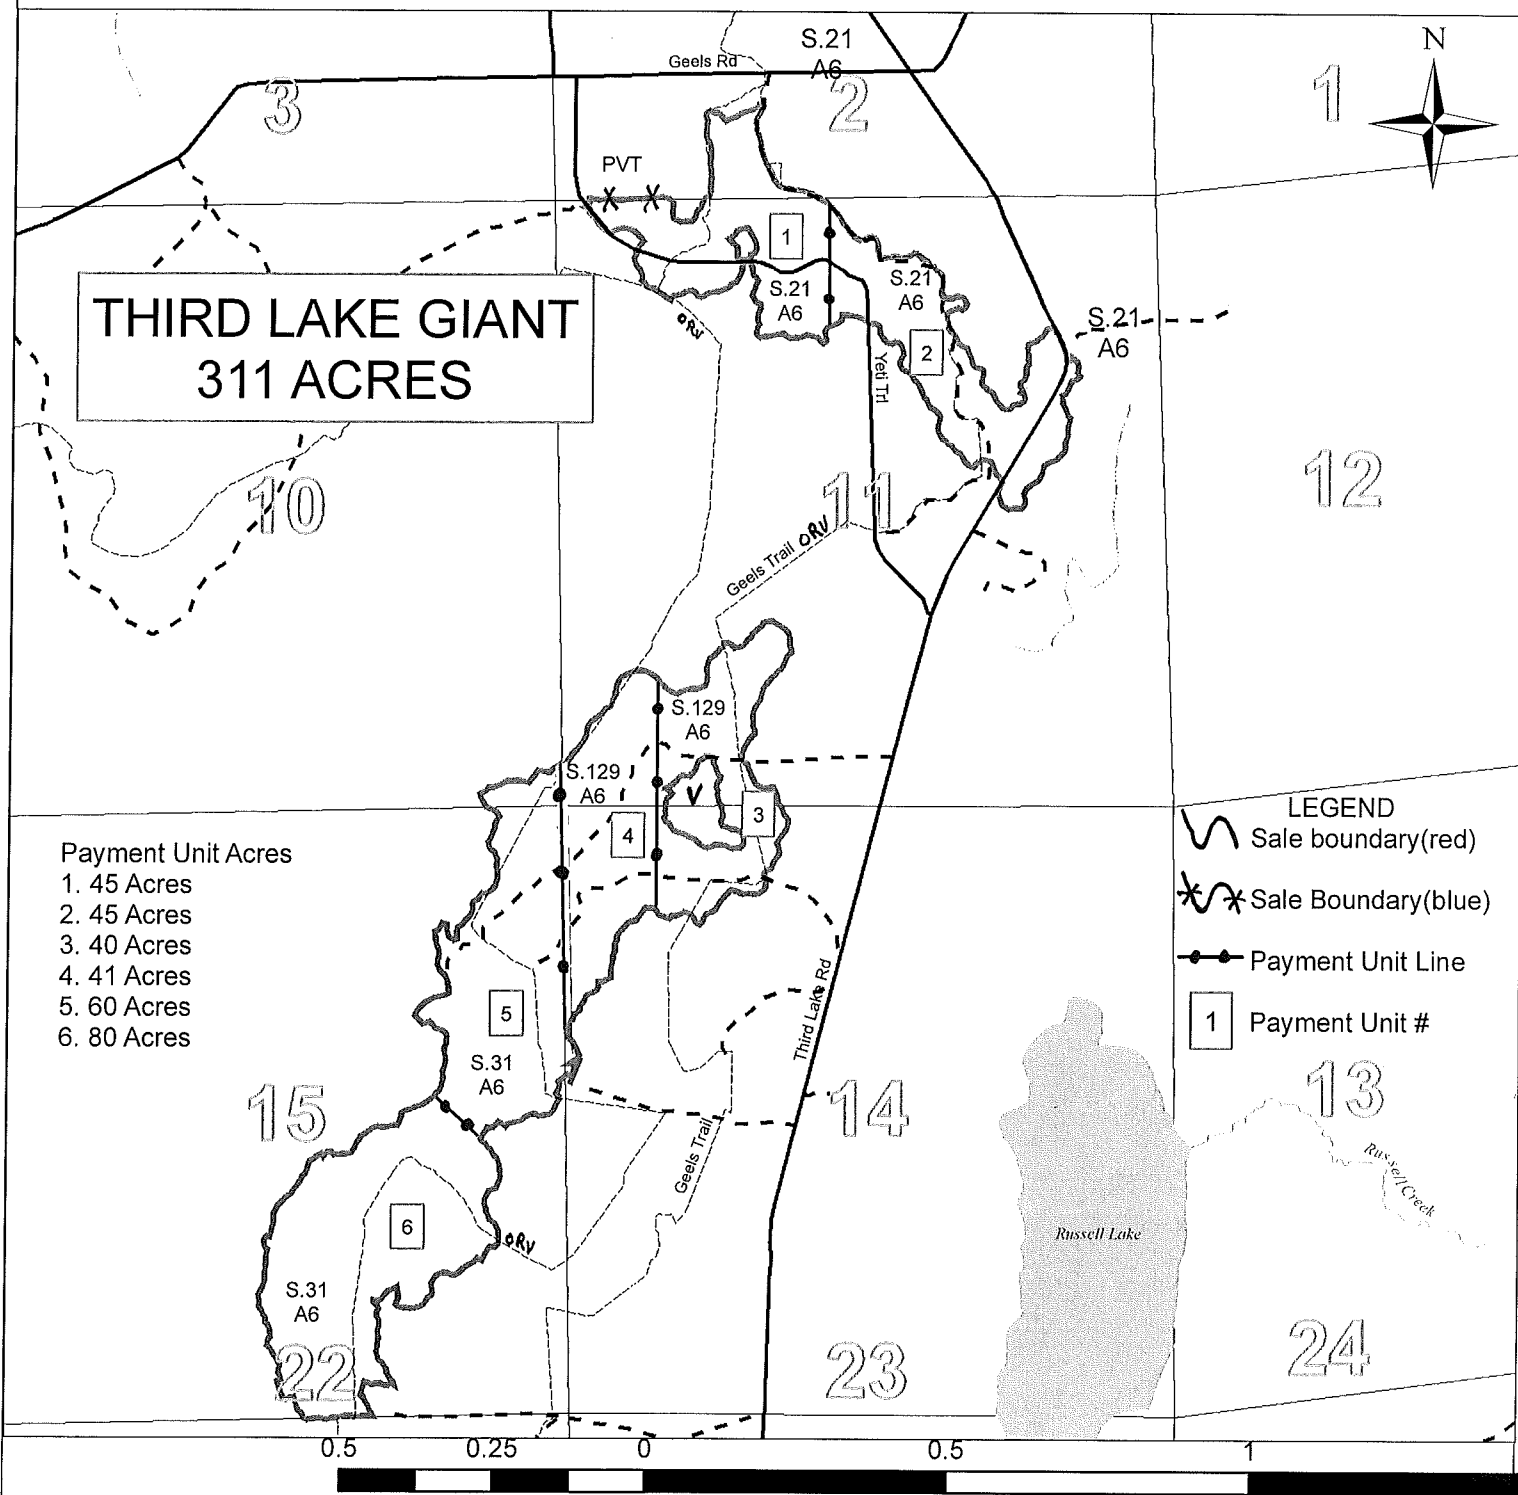 S.21
A6
N
Geels Rd
3
2
1
PVT
1
S.21
A6
S.21
A6
THIRD LAKE GIANT
311 ACRES
ORV
2
Yeti Trl
S.21
A6
10
11
12
Geels Trail ORV
S.129
A6
S.129
A6
V
3
4
LEGEND
Sale boundary(red)
Sale Boundary(blue)
Payment Unit Line
1 Payment Unit #
Payment Unit Acres
1. 45 Acres
2. 45 Acres
3. 40 Acres
4. 41 Acres
5. 60 Acres
6. 80 Acres
5
Third Lake Rd
S.31
A6
15
14
13
Geels Trail
Russell Creek
6
ORV
Russell Lake
S.31
A6
22
23
24
0.5 0.25 0 0.5 1